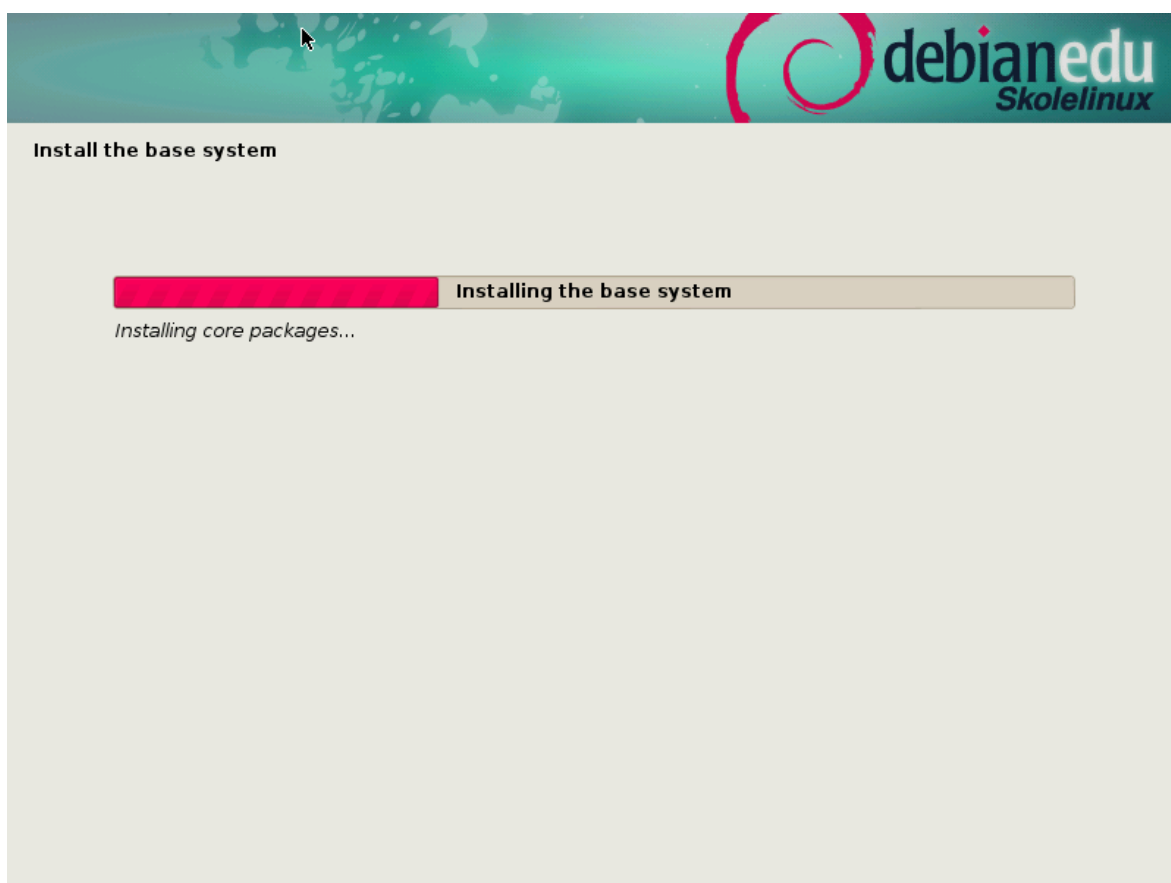 debianedu
Skolelinux
Install the base system
Installing the base system
Installing core packages...